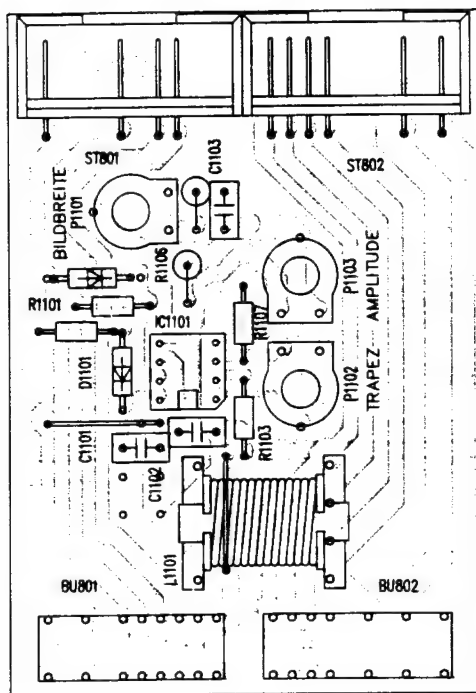 ST801
C1103
ST802
BILDBREITE
P1101
R1106
R1101
IC1101
R1107
P1103
AMPLITUDE
D1101
P1102
TRAPEZ
C1101
C1102
R1103
L1101
BU801
BU802